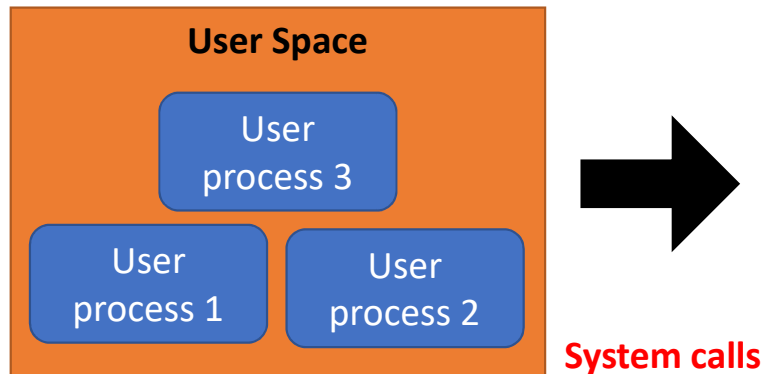 User Space
User
process 3
User
process 1
User
process 2
System calls